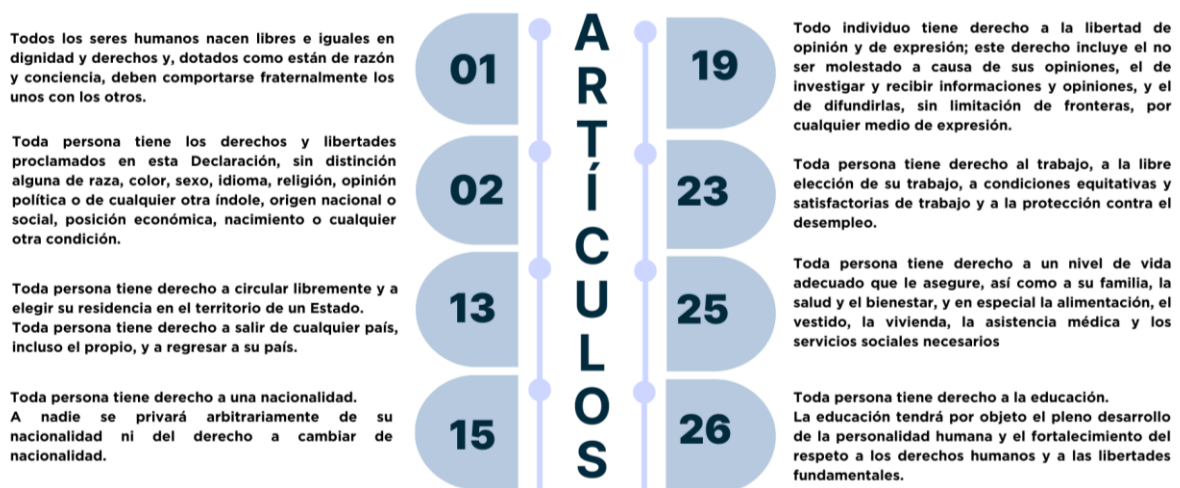 Todos los seres humanos nacen libres e iguales en
dignidad y derechos y, dotados como están de razón
y conciencia, deben comportarse fraternalmente los
unos con los otros.
01
Toda persona tiene los derechos y libertades
proclamados en esta Declaración, sin distinción
alguna de raza, color, sexo, idioma, religión, opinión
política o de cualquier otra índole, origen nacional o
social, posición económica, nacimiento o cualquier
otra condición.
02
Toda persona tiene derecho a circular libremente y a
elegir su residencia en el territorio de un Estado.
Toda persona tiene derecho a salir de cualquier país,
incluso el propio, y a regresar a su país.
13
Toda persona tiene derecho a una nacionalidad.
A nadie se privará arbitrariamente de su
nacionalidad ni del derecho a cambiar de
nacionalidad.
15
ARTÍCULOS
19
Todo individuo tiene derecho a la libertad de
opinión y de expresión; este derecho incluye el no
ser molestado a causa de sus opiniones, el de
investigar y recibir informaciones y opiniones, y el
de difundirlas, sin limitación de fronteras, por
cualquier medio de expresión.
23
Toda persona tiene derecho al trabajo, a la libre
elección de su trabajo, a condiciones equitativas y
satisfactorias de trabajo y a la protección contra el
desempleo.
25
Toda persona tiene derecho a un nivel de vida
adecuado que le asegure, así como a su familia, la
salud y el bienestar, y en especial la alimentación, el
vestido, la vivienda, la asistencia médica y los
servicios sociales necesarios
26
Toda persona tiene derecho a la educación.
La educación tendrá por objeto el pleno desarrollo
de la personalidad humana y el fortalecimiento del
respeto a los derechos humanos y a las libertades
fundamentales.